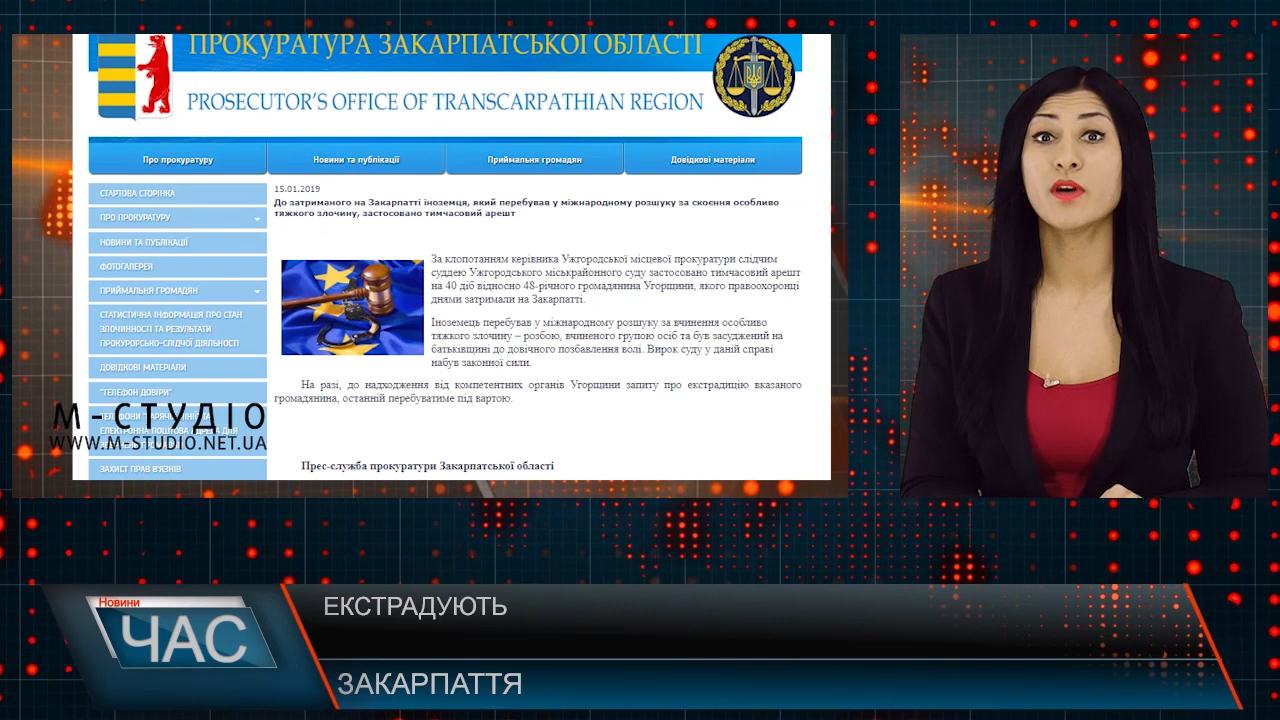 ПРОКУРАТУРА ЗАКАРПАТСЬКОЇ ОБЛАСТІ
PROSECUTOR'S OFFICE OF TRANSCARPATHIAN REGION
Про прокуратуру
Новини та публікації
Приймальня громадян
Довідкові матеріали
СТАРТОВА СТОРІНКА
ПРО ПРОКУРАТУРУ
НОВИНИ ТА ПУБЛІКАЦІЇ
ФОТОГАЛЕРЕЯ
ПРИЙМАЛЬНЯ ГРОМАДЯН
СТАТИСТИЧНА ІНФОРМАЦІЯ ПРО СТАН
ЗЛОЧИННОСТІ ТА РЕЗУЛЬТАТИ
ПРОКУРОРСЬКО-СЛІДЧОЇ ДІЯЛЬНОСТІ
ДОВІДКОВІ МАТЕРІАЛИ
"ТЕЛЕФОН ДОВІРИ"
ЕЛЕКТРОННА ПОШТОВА АДРЕСА ДЛЯ
ЗАХИСТ ПРАВ В'ЯЗНІВ
М-СТУДІО
WWW.M-STUDIO.NET.UA
15.01.2019
До затриманого на Закарпатті іноземця, який перебував у міжнародному розшуку за скоєння особливо
тяжкого злочину, застосовано тимчасовий арешт
За клопотанням керівника Ужгородської місцевої прокуратури слідчим
суддею Ужгородського міськрайонного суду застосовано тимчасовий арешт
на 40 діб відносно 48-річного громадянина Угорщини, якого правоохоронці
днями затримали на Закарпатті.
Іноземець перебував у міжнародному розшуку за вчинення особливо
тяжкого злочину – розбою, вчиненого групою осіб та був засуджений на
батьківщині до довічного позбавлення волі. Вирок суду у даній справі
набув законної сили.
На разі, до надходження від компетентних органів Угорщини запиту про екстрадицію вказаного
громадянина, останній перебуватиме під вартою.
Прес-служба прокуратури Закарпатської області
Новини
ЧАС
ЕКСТРАДУЮТЬ
ЗАКАРПАТТЯ